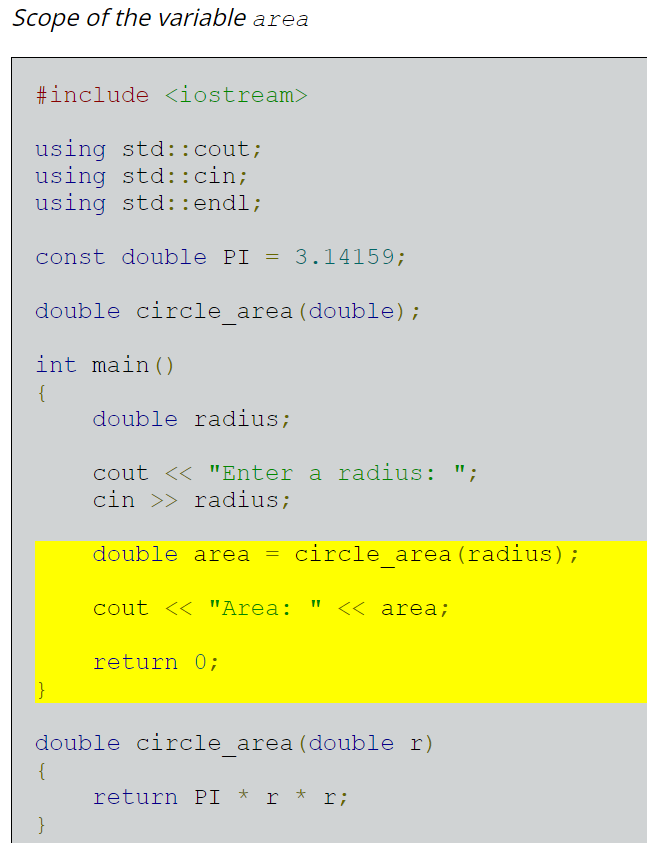 Scope of the variable area
#include <iostream>
using std::cout;
using std::cin;
using std::endl;
const double PI = 3.14159;
double circle_area(double);
int main()
{
double radius;
cout << "Enter a radius: ";
cin >> radius;
double area = circle_area(radius);
cout << "Area: " << area;
return 0;
}
double circle_area(double r)
{
return PI * r * r;
}